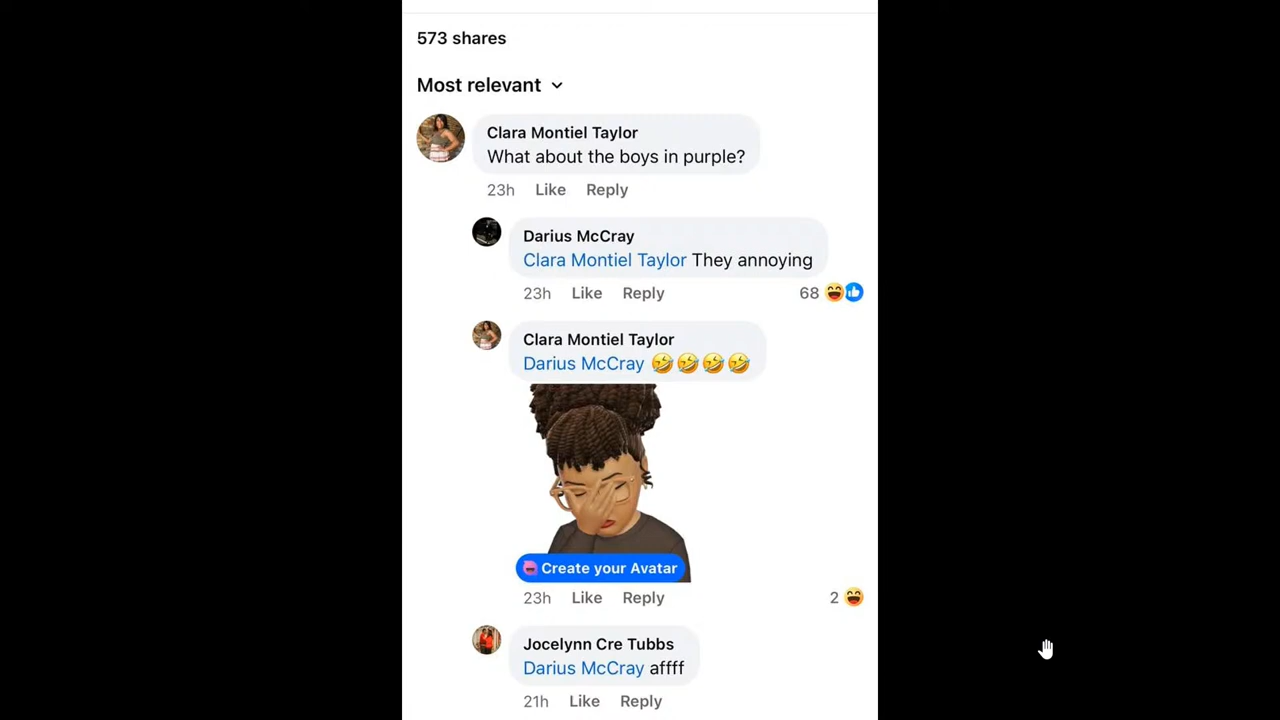 573 shares
Most relevant
Clara Montiel Taylor
What about the boys in purple?
23h Like Reply
Darius McCray
Clara Montiel Taylor They annoying
23h Like Reply 68
Clara Montiel Taylor
Darius McCray 🤣🤣🤣🤣
Create your Avatar
23h Like Reply 2
Jocelynn Cre Tubbs
Darius McCray affff
21h Like Reply